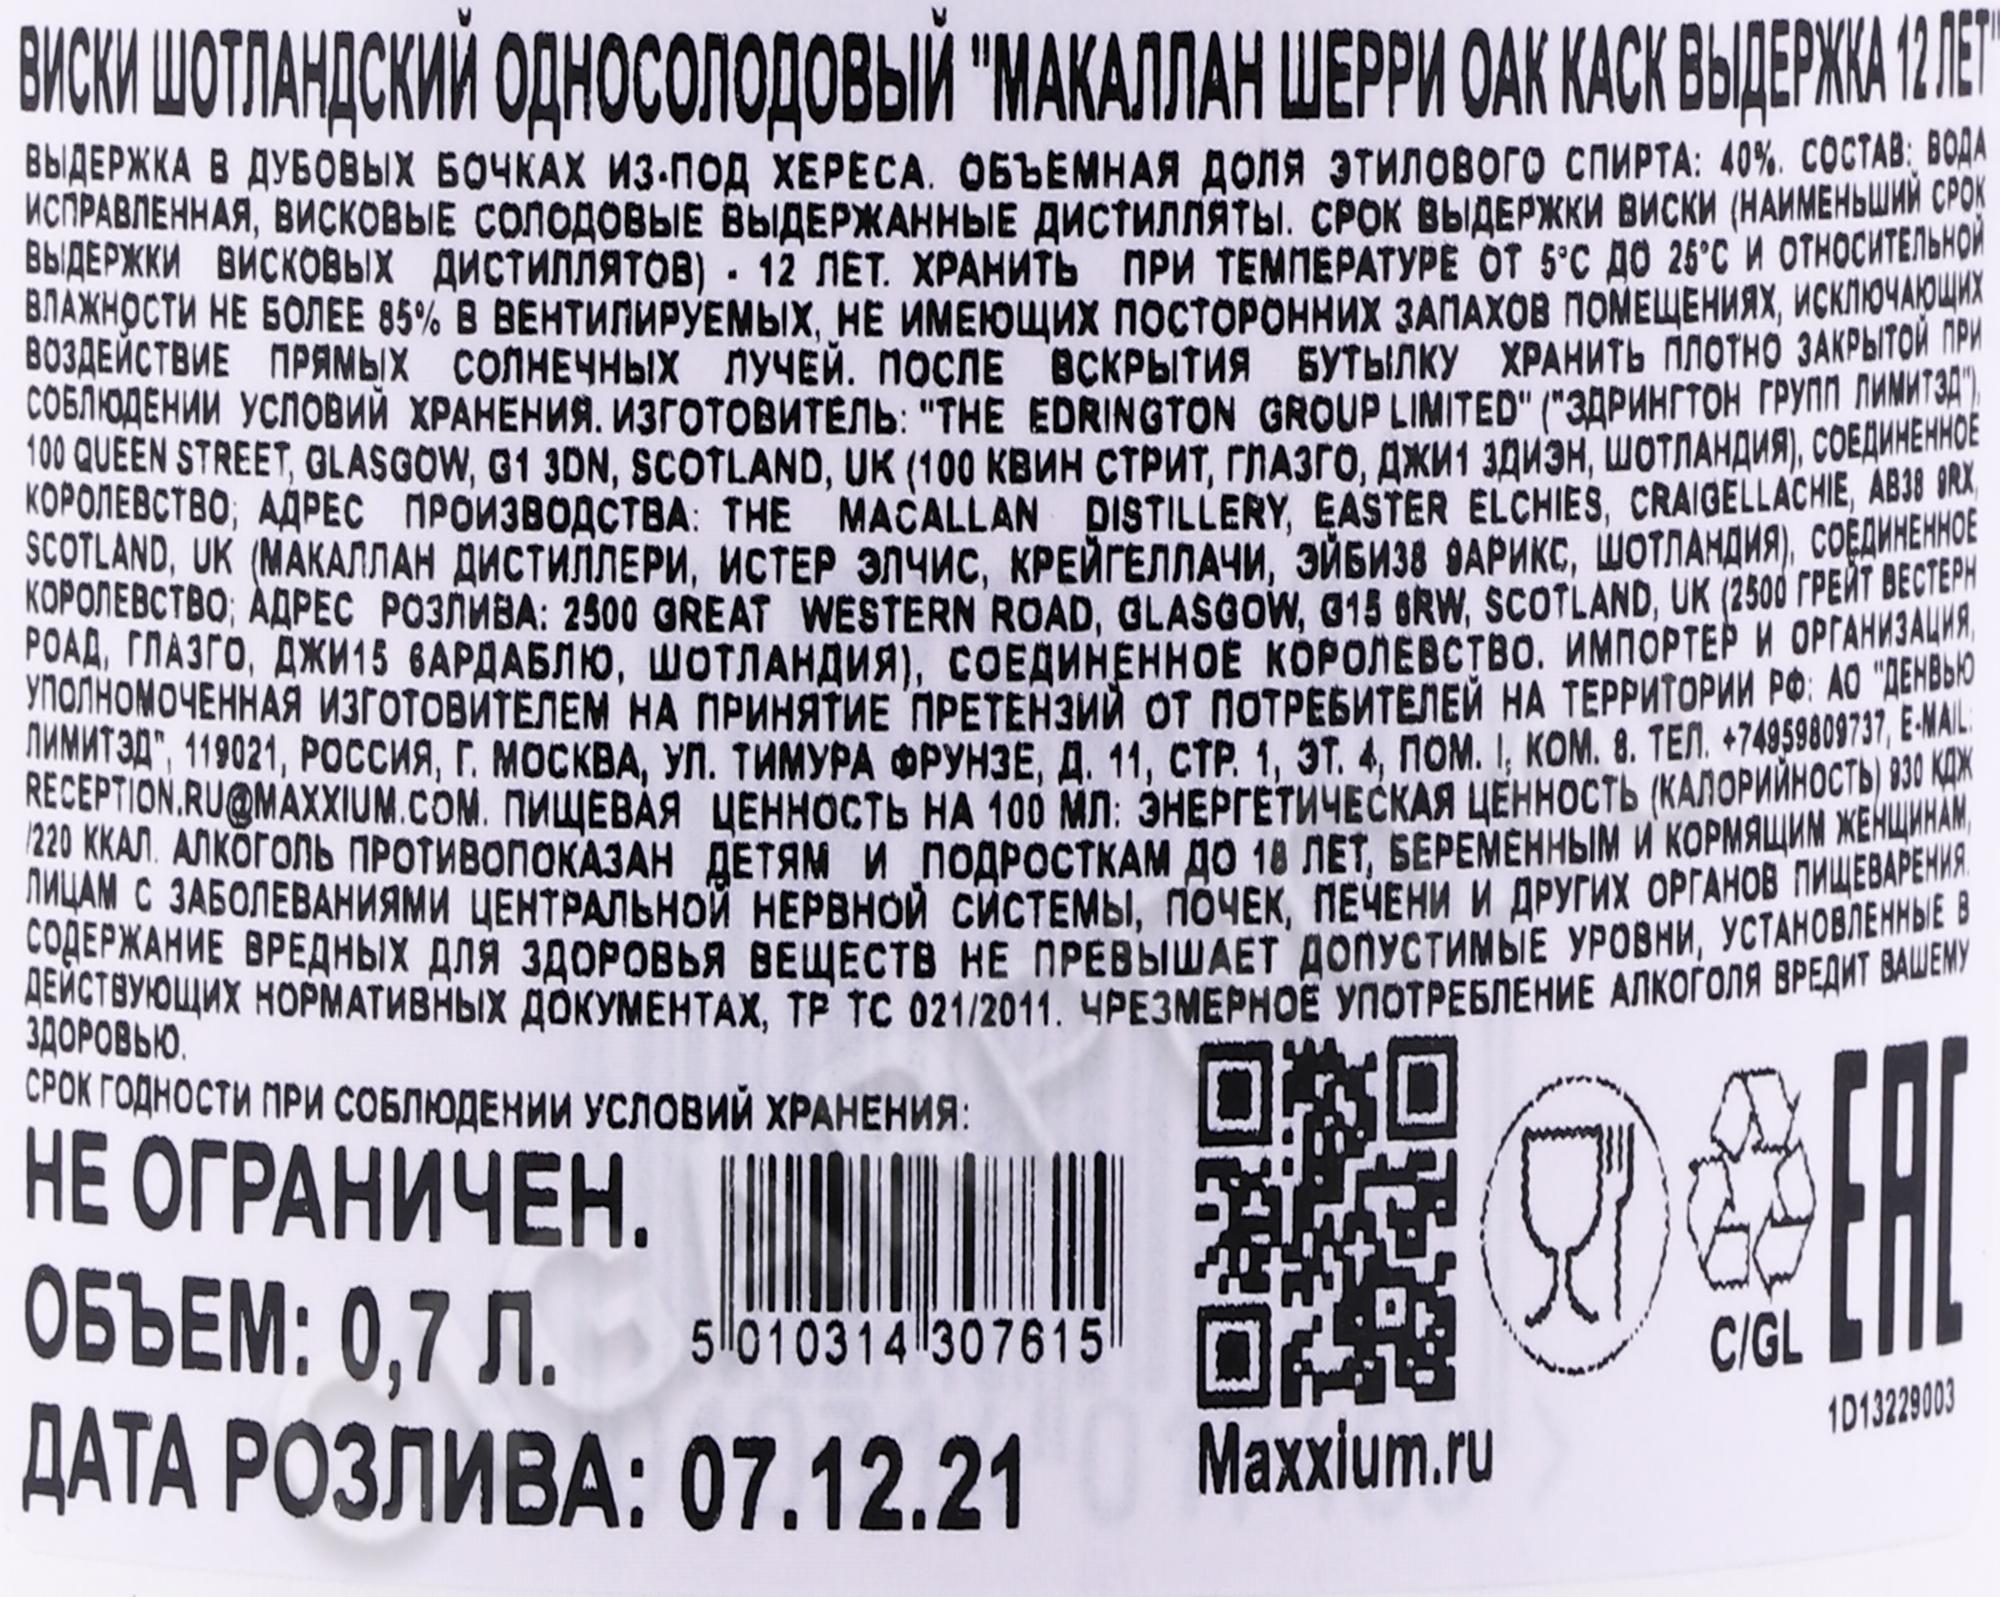 ВИСКИ ШОТЛАНДСКИЙ ОДНОСОЛОДОВЫЙ "МАКАЛЛАН ШЕРРИ ОАК КАСК ВЫДЕРЖКА 12 ЛЕТ"
ВЫДЕРЖКА В ДУБОВЫХ БОЧКАХ ИЗ-ПОД ХЕРЕСА. ОБЪЕМНАЯ ДОЛЯ ЭТИЛОВОГО СПИРТА: 40%. СОСТАВ: ВОДА
ИСПРАВЛЕННАЯ, ВИСКОВЫЕ СОЛОДОВЫЕ ВЫДЕРЖАННЫЕ ДИСТИЛЛЯТЫ. СРОК ВЫДЕРЖКИ ВИСКИ (НАИМЕНЬШИЙ СРОК
ВЫДЕРЖКИ ВИСКОВЫХ ДИСТИЛЛЯТОВ) - 12 ЛЕТ. ХРАНИТЬ ПРИ ТЕМПЕРАТУРЕ ОТ 5°С ДО 25°С И ОТНОСИТЕЛЬНОЙ
ВЛАЖНОСТИ НЕ БОЛЕЕ 85% В ВЕНТИЛИРУЕМЫХ, НЕ ИМЕЮЩИХ ПОСТОРОННИХ ЗАПАХОВ ПОМЕЩЕНИЯХ, ИСКЛЮЧАЮЩИХ
ВОЗДЕЙСТВИЕ ПРЯМЫХ СОЛНЕЧНЫХ ЛУЧЕЙ. ПОСЛЕ ВСКРЫТИЯ БУТЫЛКУ ХРАНИТЬ ПЛОТНО ЗАКРЫТОЙ ПРИ
СОБЛЮДЕНИИ УСЛОВИЙ ХРАНЕНИЯ. ИЗГОТОВИТЕЛЬ: "THE EDRINGTON GROUP LIMITED" ("ЭДРИНГТОН ГРУПП ЛИМИТЭД"),
100 QUEEN STREET, GLASGOW, G1 3DN, SCOTLAND, UK (100 КВИН СТРИТ, ГЛАЗГО, ДЖИ1 3ДИЭН, ШОТЛАНДИЯ), СОЕДИНЕННОЕ
КОРОЛЕВСТВО; АДРЕС ПРОИЗВОДСТВА: THE MACALLAN DISTILLERY, EASTER ELCHIES, CRAIGELLACHIE, AB38 9RX,
SCOTLAND, UK (МАКАЛЛАН ДИСТИЛЛЕРИ, ИСТЕР ЭЛЧИС, КРЕЙГЕЛЛАЧИ, ЭЙБИ38 9АРИКС, ШОТЛАНДИЯ), СОЕДИНЕННОЕ
КОРОЛЕВСТВО; АДРЕС РОЗЛИВА: 2500 GREAT WESTERN ROAD, GLASGOW, G15 6RW, SCOTLAND, UK (2500 ГРЕЙТ ВЕСТЕРН
РОАД, ГЛАЗГО, ДЖИ15 6АРДАБЛЮ, ШОТЛАНДИЯ), СОЕДИНЕННОЕ КОРОЛЕВСТВО. ИМПОРТЕР И ОРГАНИЗАЦИЯ,
УПОЛНОМОЧЕННАЯ ИЗГОТОВИТЕЛЕМ НА ПРИНЯТИЕ ПРЕТЕНЗИЙ ОТ ПОТРЕБИТЕЛЕЙ НА ТЕРРИТОРИИ РФ: АО "ДЕНВЬЮ
ЛИМИТЭД", 119021, РОССИЯ, Г. МОСКВА, УЛ. ТИМУРА ФРУНЗЕ, Д. 11, СТР. 1, ЭТ. 4, ПОМ. I, КОМ. 8. ТЕЛ. +74959809737, E-MAIL:
RECEPTION.RU@MAXXIUM.COM. ПИЩЕВАЯ ЦЕННОСТЬ НА 100 МЛ: ЭНЕРГЕТИЧЕСКАЯ ЦЕННОСТЬ (КАЛОРИЙНОСТЬ) 930 КДЖ
/220 ККАЛ. АЛКОГОЛЬ ПРОТИВОПОКАЗАН ДЕТЯМ И ПОДРОСТКАМ ДО 18 ЛЕТ, БЕРЕМЕННЫМ И КОРМЯЩИМ ЖЕНЩИНАМ,
ЛИЦАМ С ЗАБОЛЕВАНИЯМИ ЦЕНТРАЛЬНОЙ НЕРВНОЙ СИСТЕМЫ, ПОЧЕК, ПЕЧЕНИ И ДРУГИХ ОРГАНОВ ПИЩЕВАРЕНИЯ.
СОДЕРЖАНИЕ ВРЕДНЫХ ДЛЯ ЗДОРОВЬЯ ВЕЩЕСТВ НЕ ПРЕВЫШАЕТ ДОПУСТИМЫЕ УРОВНИ, УСТАНОВЛЕННЫЕ В
ДЕЙСТВУЮЩИХ НОРМАТИВНЫХ ДОКУМЕНТАХ, ТР ТС 021/2011. ЧРЕЗМЕРНОЕ УПОТРЕБЛЕНИЕ АЛКОГОЛЯ ВРЕДИТ ВАШЕМУ
ЗДОРОВЬЮ.
СРОК ГОДНОСТИ ПРИ СОБЛЮДЕНИИ УСЛОВИЙ ХРАНЕНИЯ:
НЕ ОГРАНИЧЕН.
ОБЪЕМ: 0,7 Л.
5 010314 307615
ДАТА РОЗЛИВА: 07.12.21
Maxxium.ru
C/GL
EAC
1D13229003